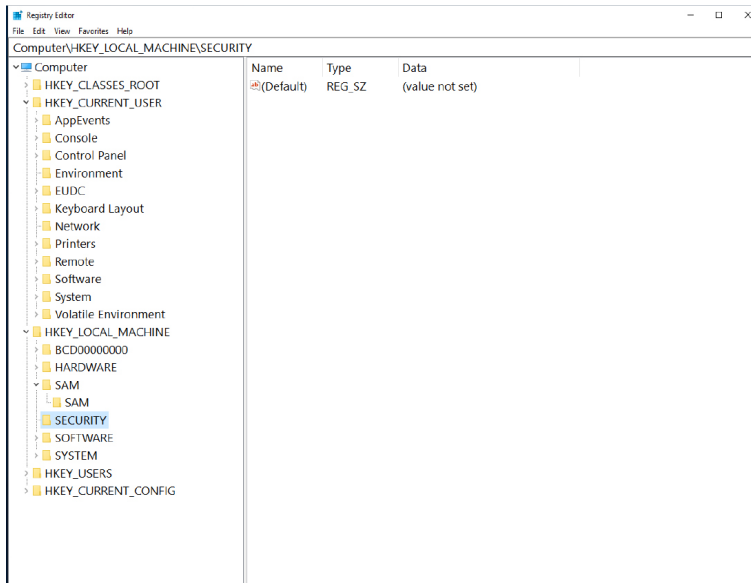 Registry Editor
File Edit View Favorites Help
Computer\HKEY_LOCAL_MACHINE\SECURITY
Computer
HKEY_CLASSES_ROOT
HKEY_CURRENT_USER
AppEvents
Console
Control Panel
Environment
EUDC
Keyboard Layout
Network
Printers
Remote
Software
System
Volatile Environment
HKEY_LOCAL_MACHINE
BCD00000000
HARDWARE
SAM
SAM
SECURITY
SOFTWARE
SYSTEM
HKEY_USERS
HKEY_CURRENT_CONFIG
Name Type Data
ab (Default) REG_SZ (value not set)